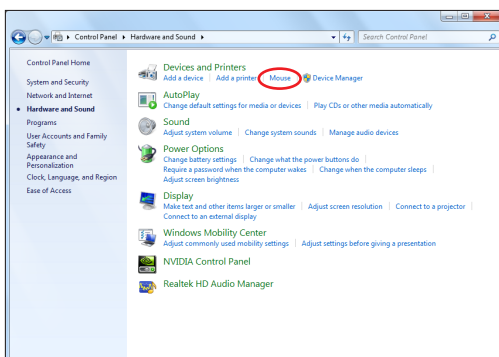 Control Panel ▸ Hardware and Sound ▸
Search Control Panel
Control Panel Home
System and Security
Network and Internet
Hardware and Sound
Programs
User Accounts and Family
Safety
Appearance and
Personalization
Clock, Language, and Region
Ease of Access
Devices and Printers
Add a device | Add a printer | Mouse | Device Manager
AutoPlay
Change default settings for media or devices | Play CDs or other media automatically
Sound
Adjust system volume | Change system sounds | Manage audio devices
Power Options
Change battery settings | Change what the power buttons do |
Require a password when the computer wakes | Change when the computer sleeps |
Adjust screen brightness
Display
Make text and other items larger or smaller | Adjust screen resolution | Connect to a projector |
Connect to an external display
Windows Mobility Center
Adjust commonly used mobility settings | Adjust settings before giving a presentation
NVIDIA Control Panel
Realtek HD Audio Manager